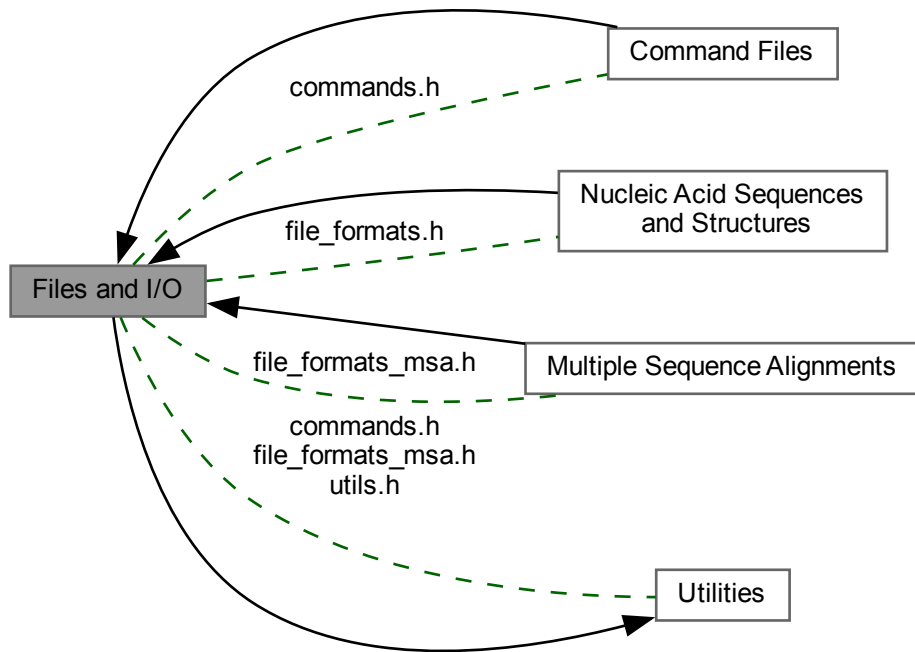 Command Files
commands.h
Nucleic Acid Sequences
and Structures
file_formats.h
Files and I/O
file_formats_msa.h
Multiple Sequence Alignments
commands.h
file_formats_msa.h
utils.h
Utilities